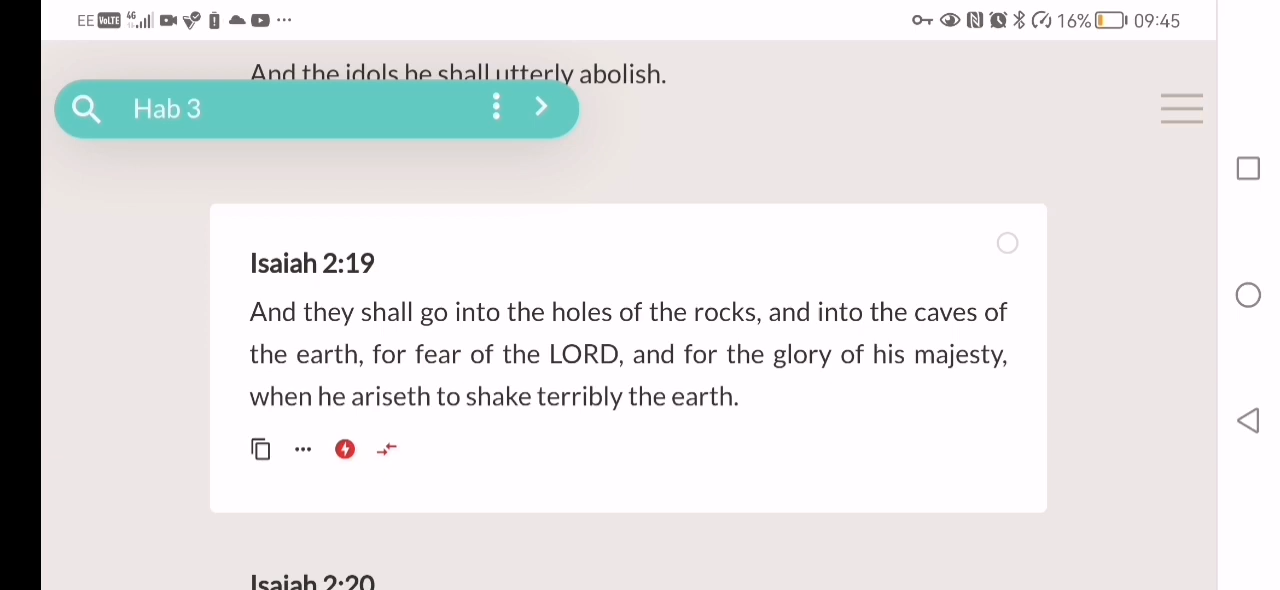 EE VoLTE 4G 16% 09:45
And the idols he shall utterly abolish.
Hab 3
Isaiah 2:19
And they shall go into the holes of the rocks, and into the caves of
the earth, for fear of the LORD, and for the glory of his majesty,
when he ariseth to shake terribly the earth.
Isaiah 2:20